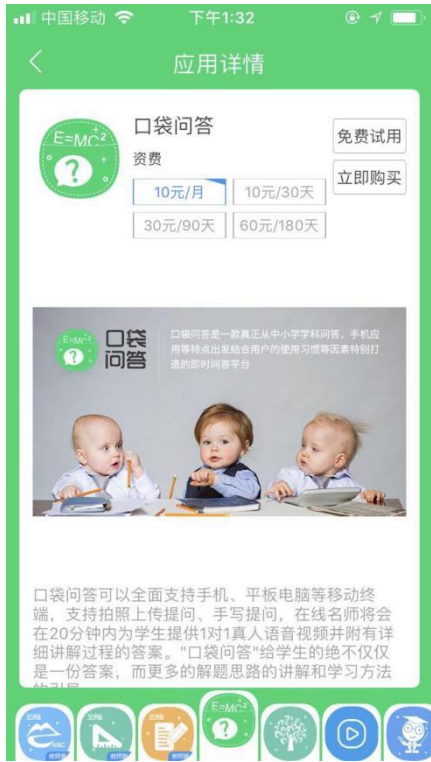 中国移动 下午1:32
应用详情
E=MC²
口袋问答
资费
免费试用
立即购买
10元/月 10元/30天
30元/90天 60元/180天
E=MC²
口袋
问答
口袋问答是一款真正从中小学学科问答，手机应
用等特点出发结合用户的使用习惯等因素特别打
造的即时问答平台
口袋问答可以全面支持手机、平板电脑等移动终
端，支持拍照上传提问、手写提问，在线名师将会
在20分钟内为学生提供1对1真人语音视频并附有详
细讲解过程的答案。"口袋问答"给学生的绝不仅仅
是一份答案，而更多的解题思路的讲解和学习方法
的引导
ABC
E=MC²